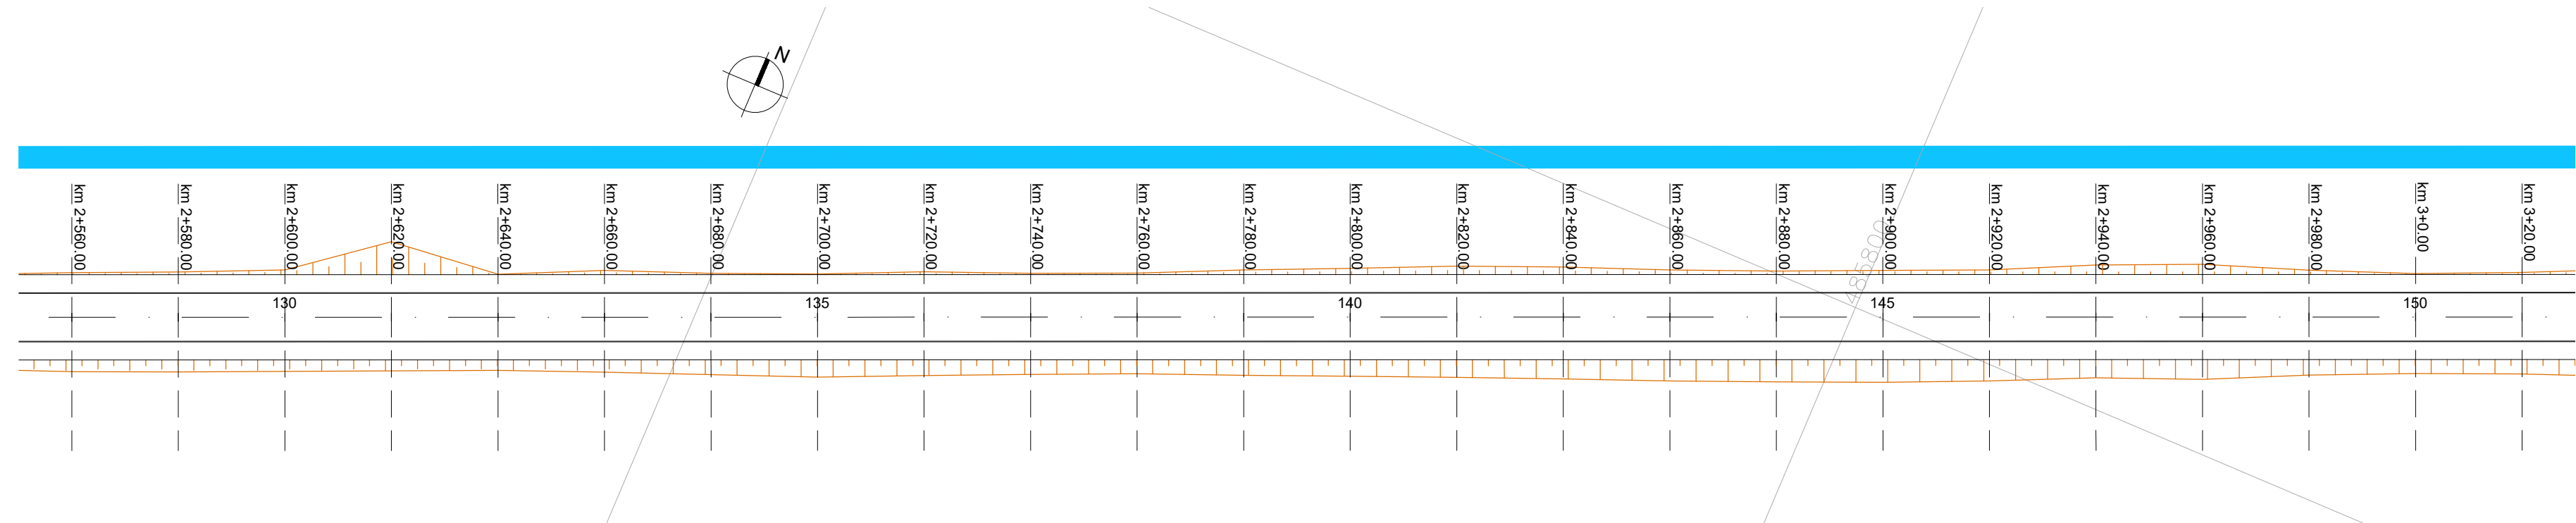 N
km 2+560.00
km 2+580.00
km 2+600.00
km 2+620.00
km 2+640.00
km 2+660.00
km 2+680.00
km 2+700.00
km 2+720.00
km 2+740.00
km 2+760.00
km 2+780.00
km 2+800.00
km 2+820.00
km 2+840.00
km 2+860.00
km 2+880.00
km 2+900.00
km 2+920.00
km 2+940.00
km 2+960.00
km 2+980.00
km 3+0.00
km 3+20.00
485800
130
135
140
145
150